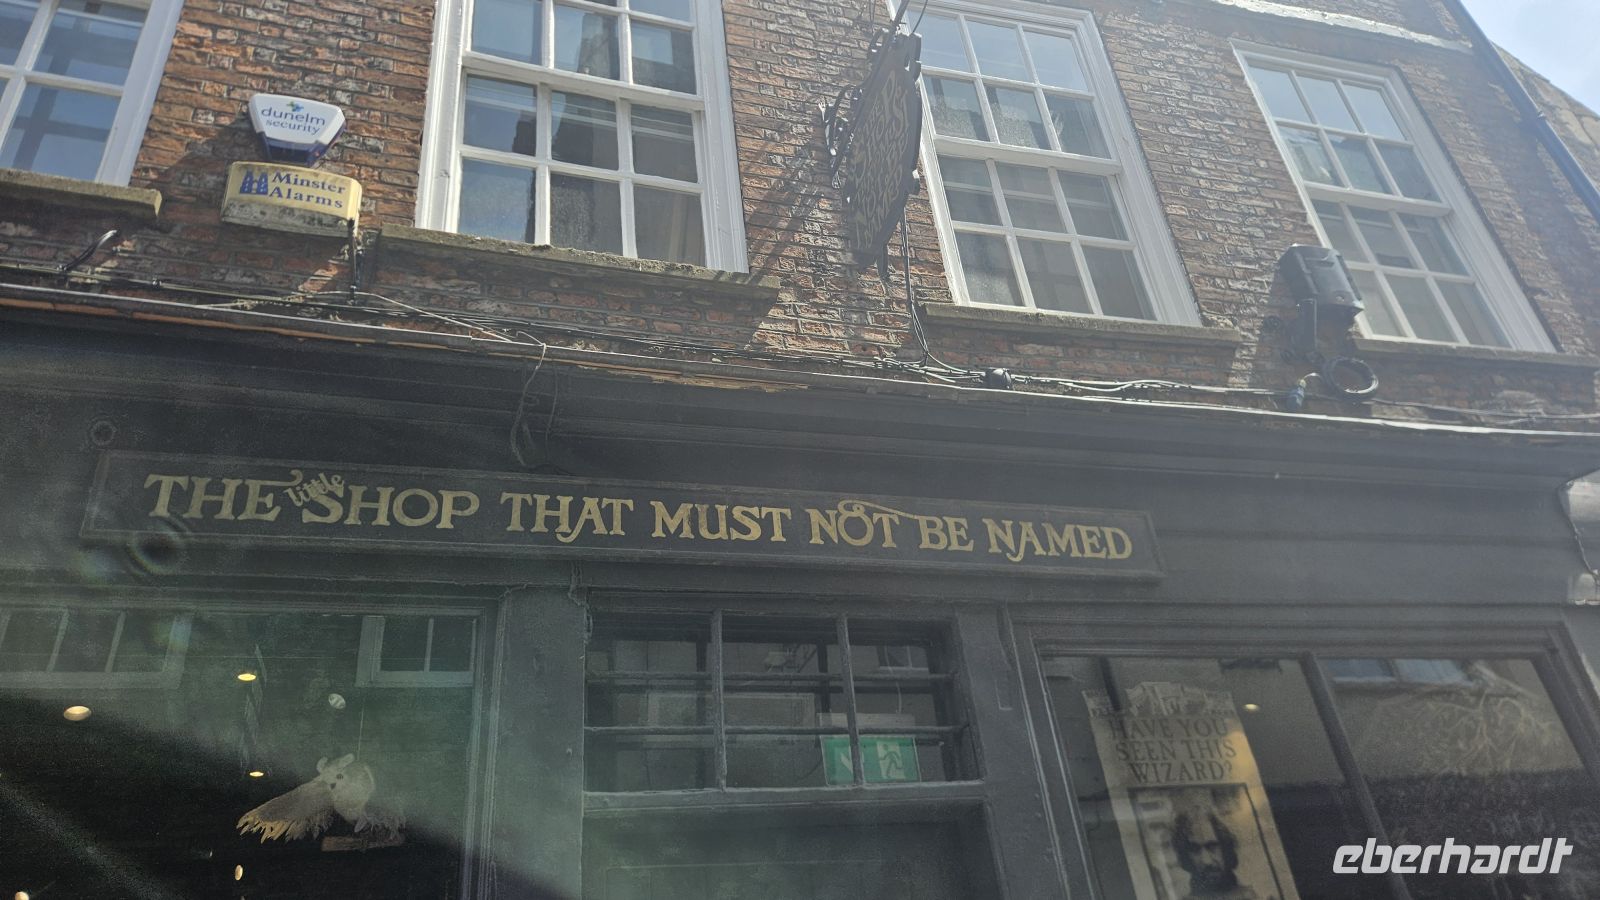 dunelm
security
Minster
Alarms
THE little SHOP THAT MUST NOT BE NAMED
HAVE YOU
SEEN THIS
WIZARD?
eberhardt